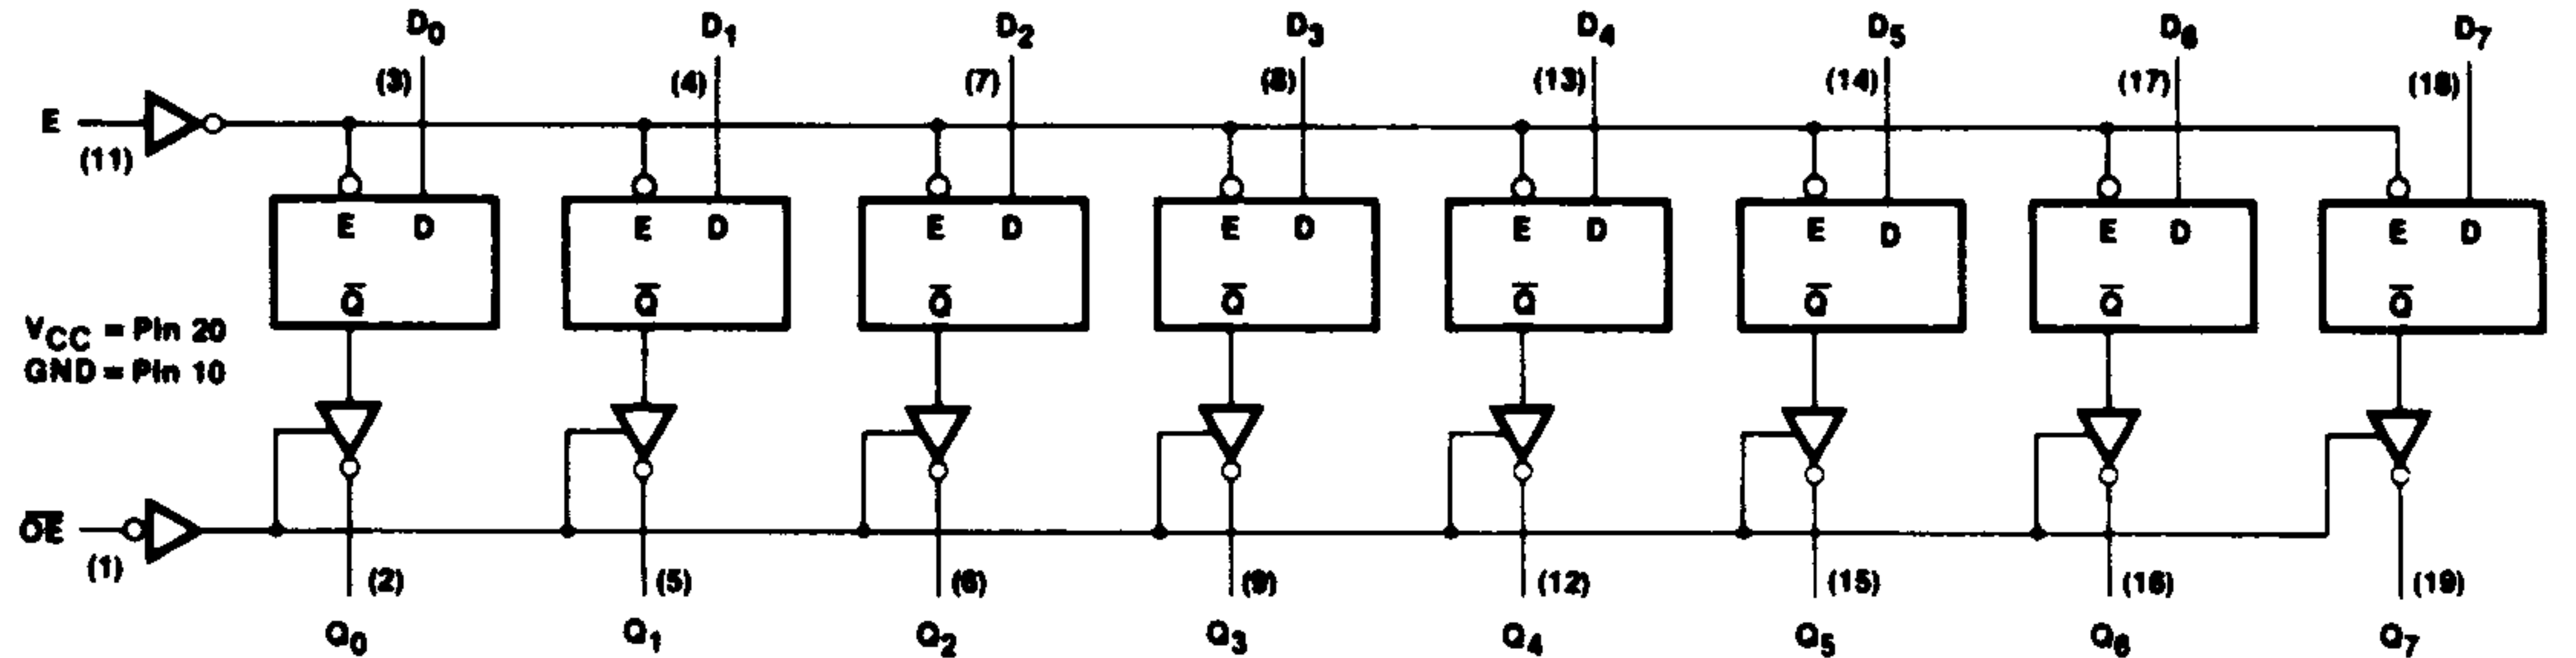 D0 D1 D2 D3 D4 D5 D6 D7
(3) (4) (7) (8) (13) (14) (17) (18)
E
(11)
E D E D E D E D E D E D E D E D
Q̅ Q̅ Q̅ Q̅ Q̅ Q̅ Q̅ Q̅
VCC = Pin 20
GND = Pin 10
O̅E̅
(1) (2) (5) (6) (9) (12) (15) (16) (19)
Q0 Q1 Q2 Q3 Q4 Q5 Q6 Q7